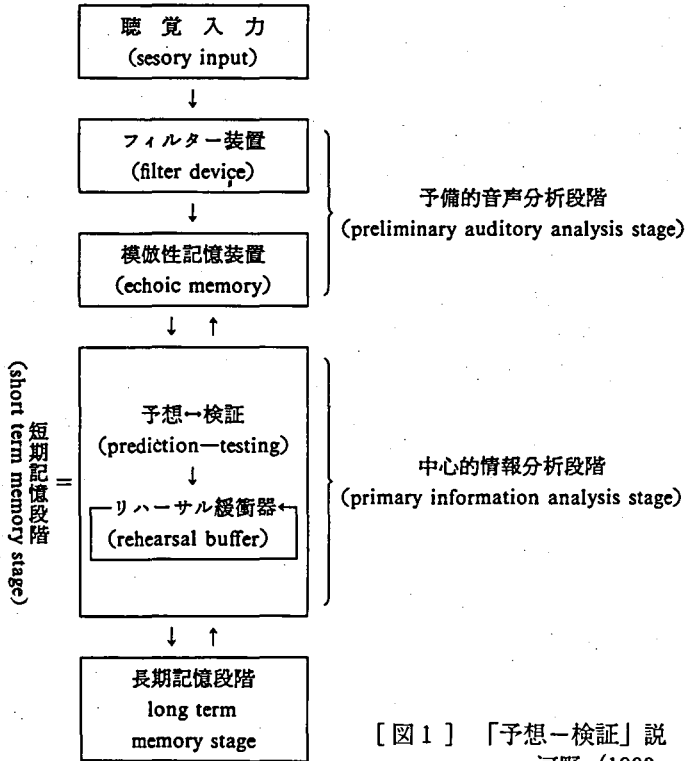 聴覚入力
(sesory input)
↓
フィルター装置
(filter device)
↓
模倣性記憶装置
(echoic memory)
予備的音声分析段階
(preliminary auditory analysis stage)
↓ ↑
短期記憶段階
(short term memory stage)
=
予想↔検証
(prediction—testing)
↓
リハーサル緩衝器←
(rehearsal buffer)
中心的情報分析段階
(primary information analysis stage)
↓ ↑
長期記憶段階
long term
memory stage
[図1] 「予想−検証」説